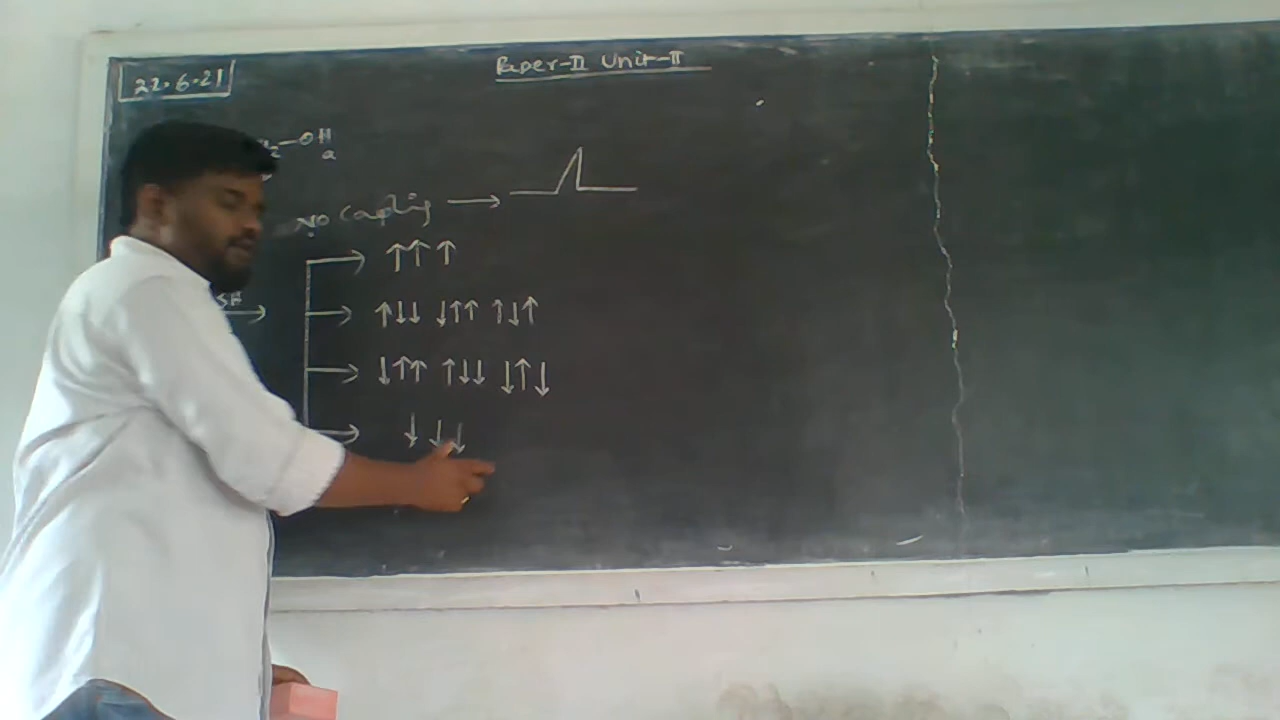 Paper-II Unit-II
22.6.21
-OH
a
No Coupling →
→ ↑↑↑
→ ↑↓↓ ↓↑↑ ↑↓↑
→ ↓↑↑ ↑↓↓ ↓↑↓
→ ↓↓↓